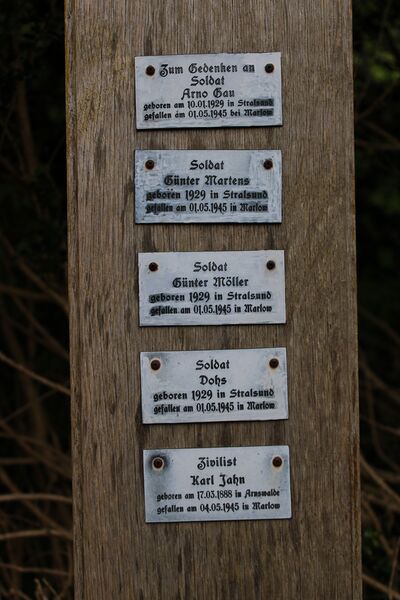 Zum Gedenken an
Soldat
Arno Gau
geboren am 10.01.1929 in Stralsund
gefallen am 01.05.1945 bei Marlow
Soldat
Günter Martens
geboren 1929 in Stralsund
gefallen am 01.05.1945 in Marlow
Soldat
Günter Möller
geboren 1929 in Stralsund
gefallen am 01.05.1945 in Marlow
Soldat
Dohs
geboren 1929 in Stralsund
gefallen am 01.05.1945 in Marlow
Zivilist
Karl Jahn
geboren am 17.03.1888 in Arnswalde
gefallen am 04.05.1945 in Marlow